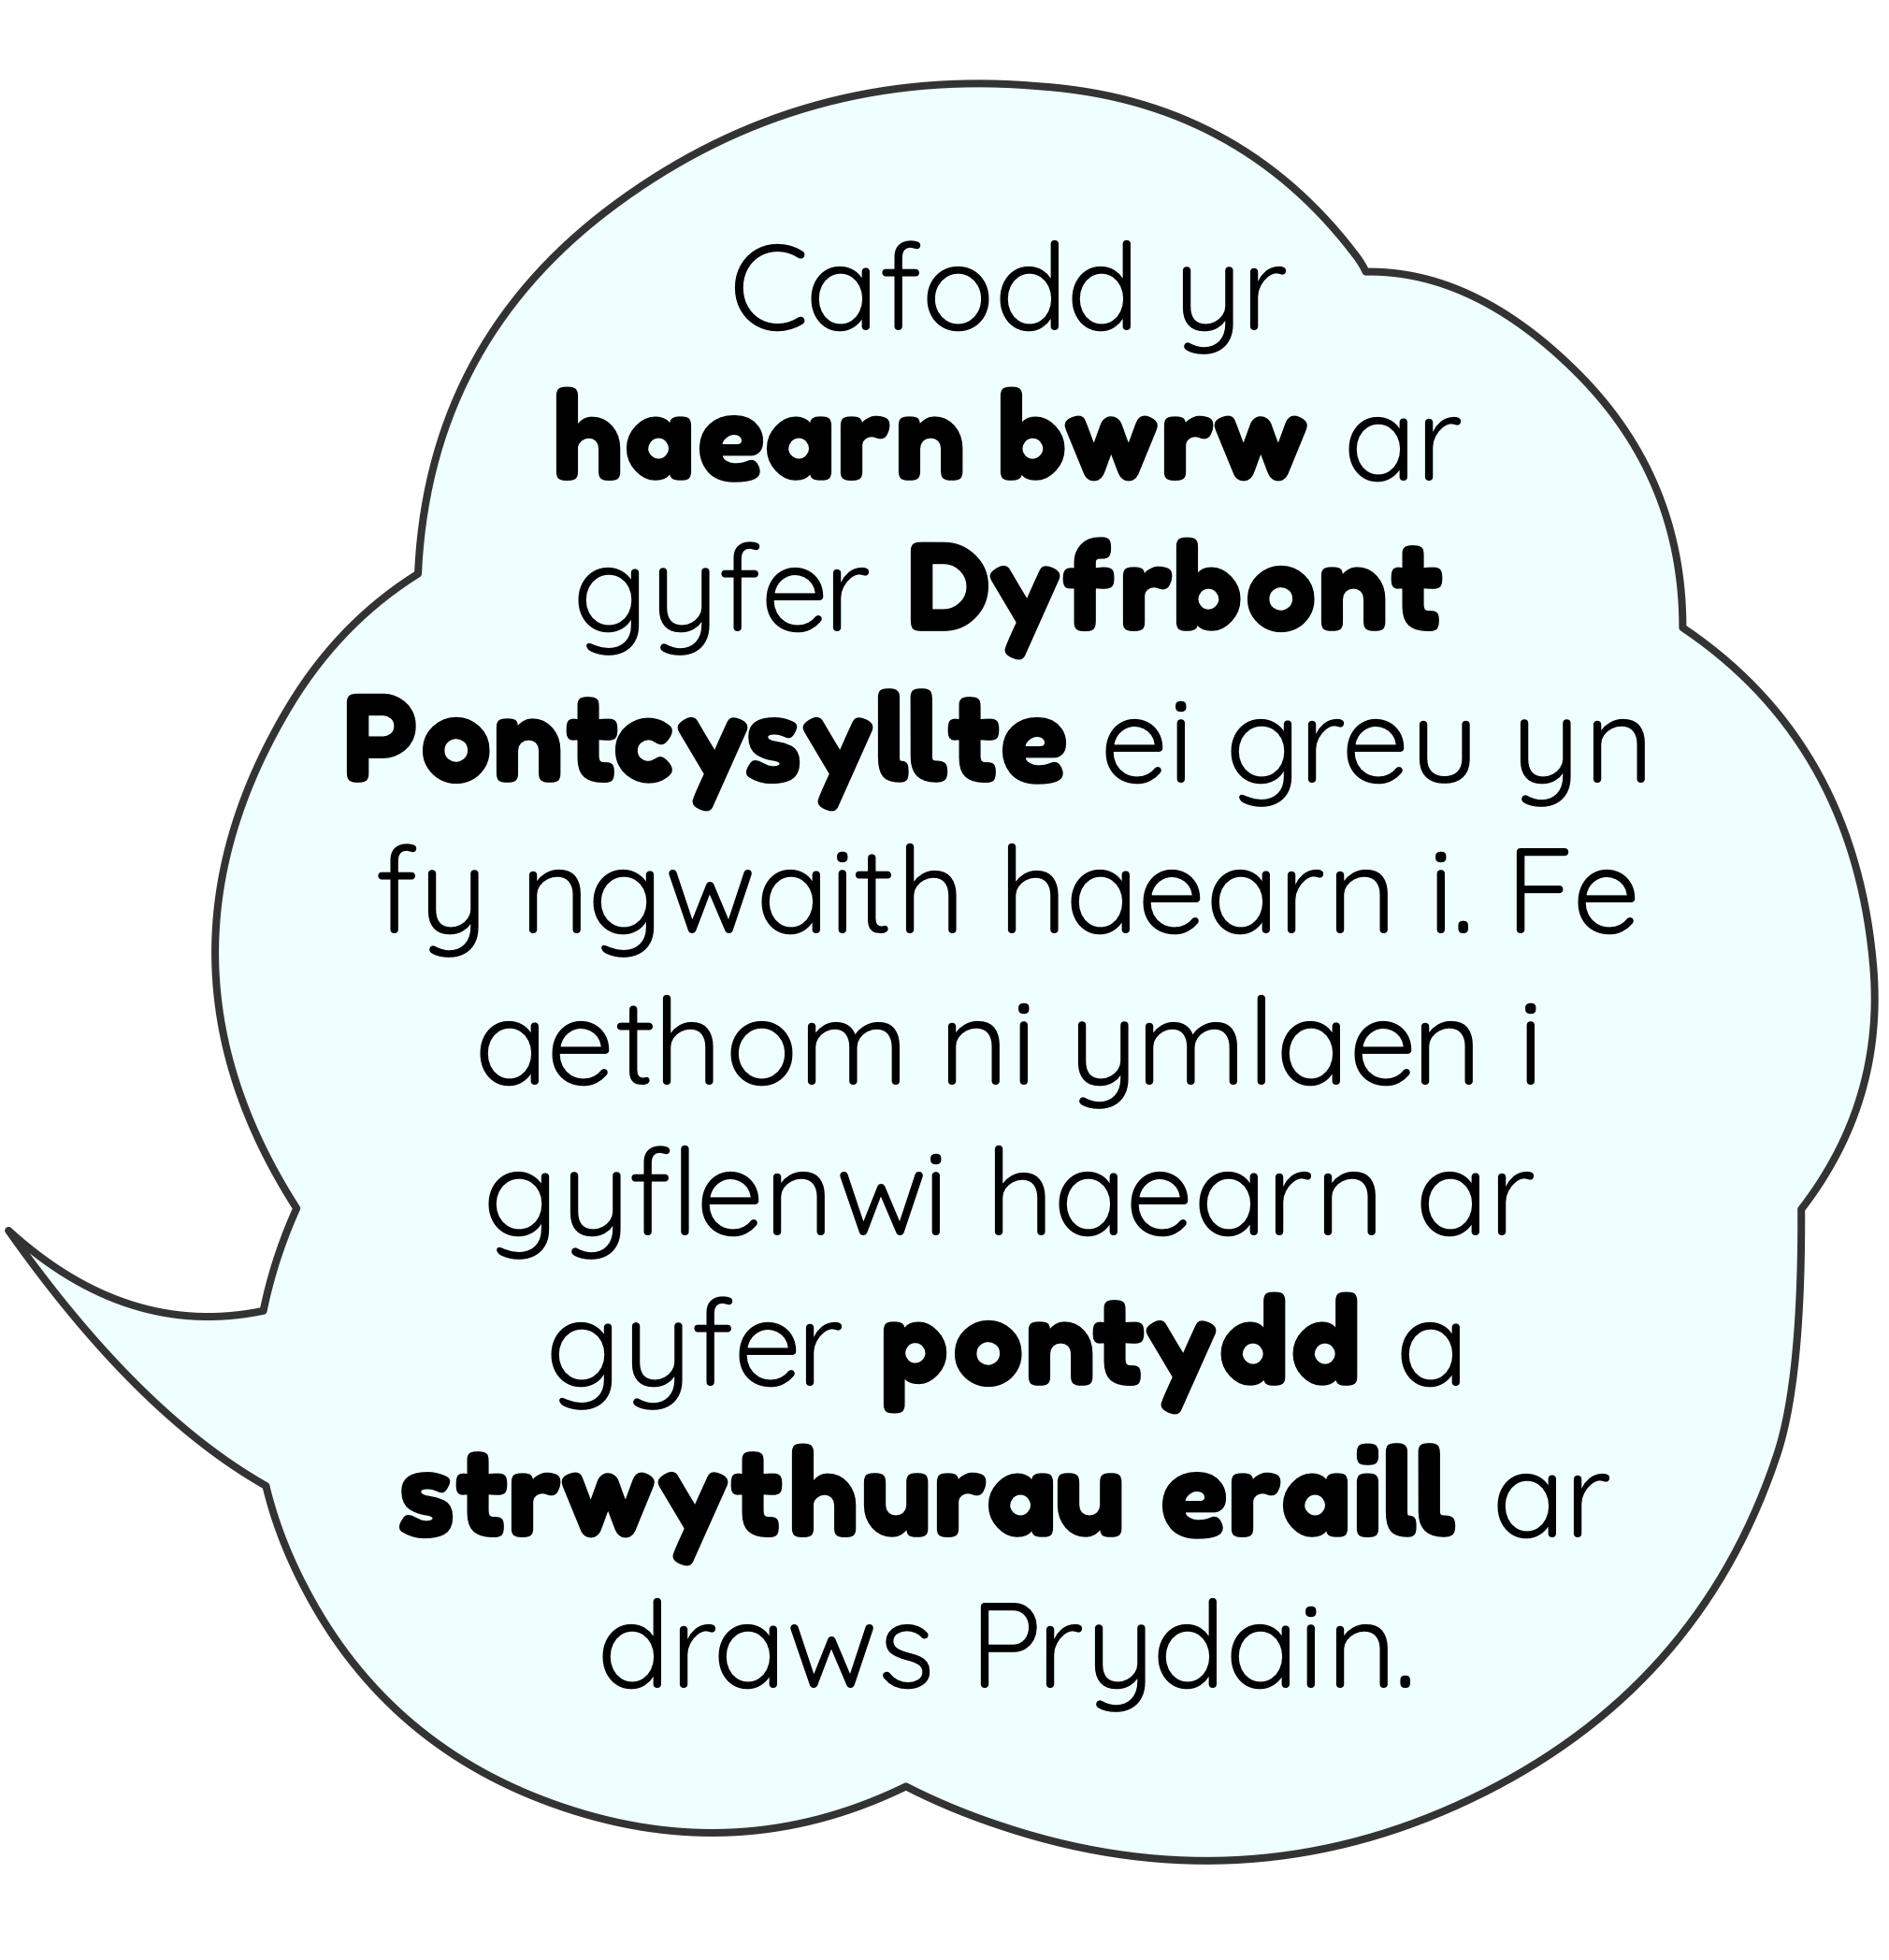 Cafodd yr
haearn bwrw ar
gyfer Dyfrbont
Pontcysyllte ei greu yn
fy ngwaith haearn i. Fe
aethom ni ymlaen i
gyflenwi haearn ar
gyfer pontydd a
strwythurau eraill ar
draws Prydain.